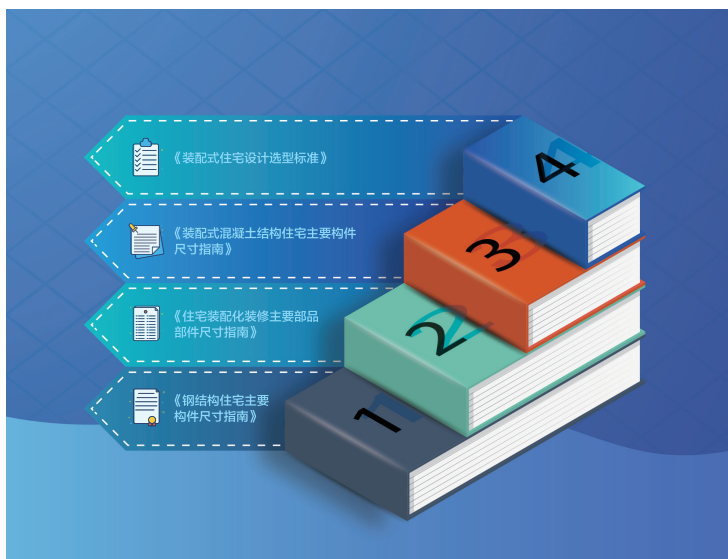 《装配式住宅设计选型标准》
4
《装配式混凝土结构住宅主要构件
尺寸指南》
3
《住宅装配化装修主要部品
部件尺寸指南》
2
《钢结构住宅主要
构件尺寸指南》
1